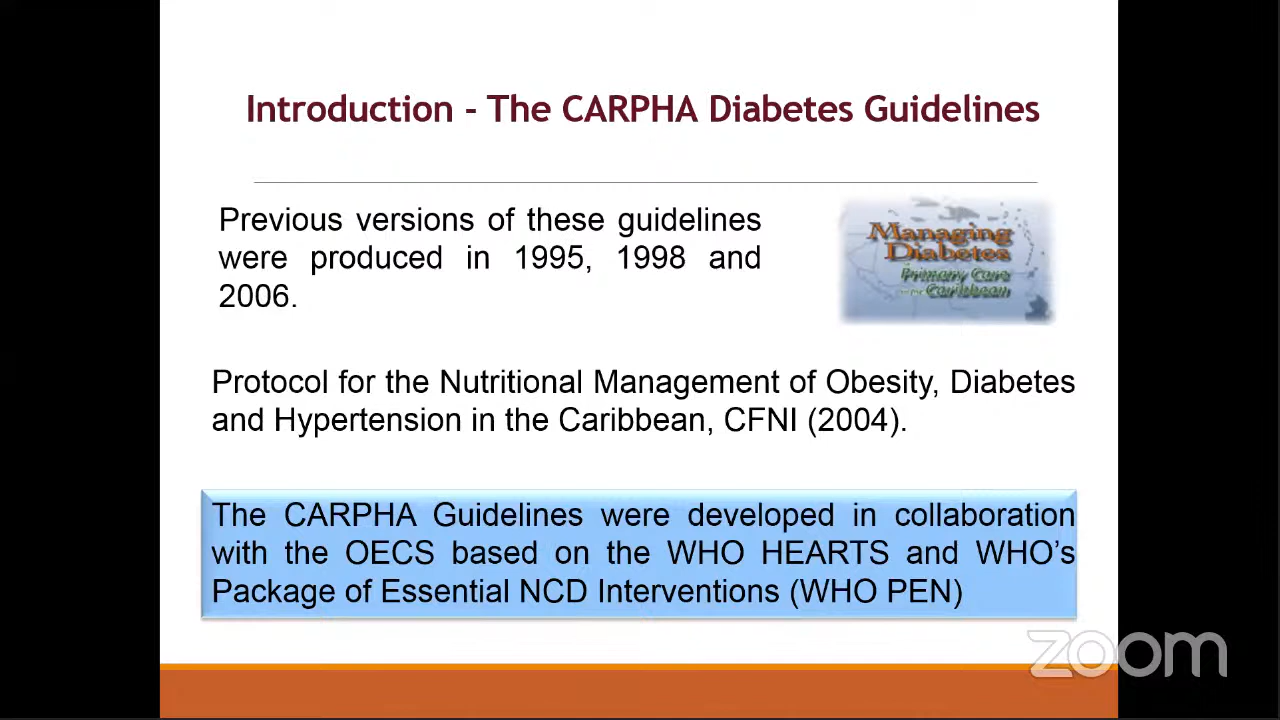 Introduction - The CARPHA Diabetes Guidelines
Previous versions of these guidelines
were produced in 1995, 1998 and
2006.
Managing
Diabetes
Primary Care
in the Caribbean
Protocol for the Nutritional Management of Obesity, Diabetes
and Hypertension in the Caribbean, CFNI (2004).
The CARPHA Guidelines were developed in collaboration
with the OECS based on the WHO HEARTS and WHO’s
Package of Essential NCD Interventions (WHO PEN)
zoom